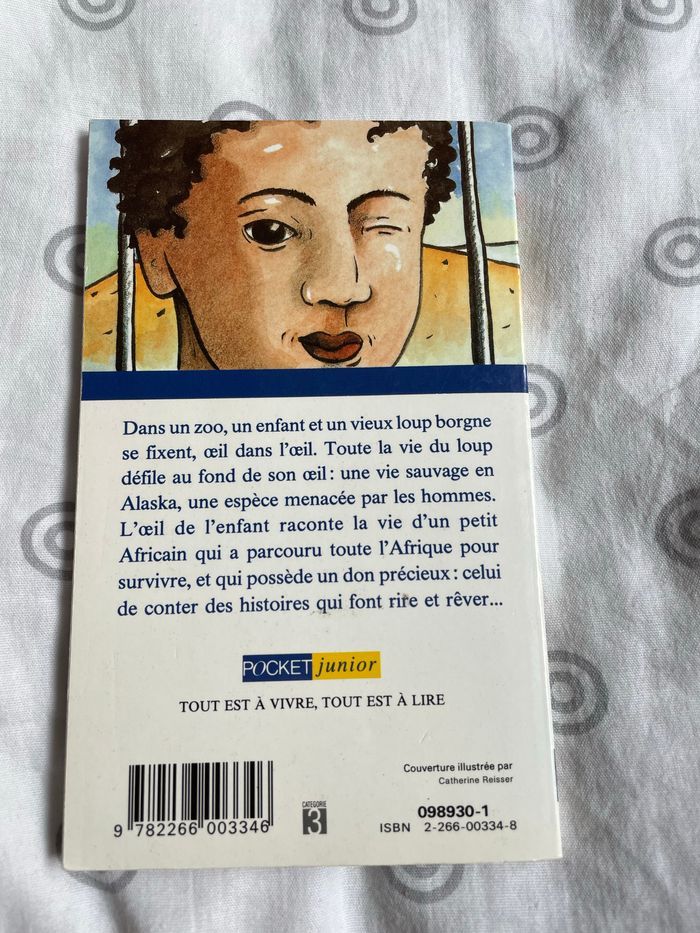 Dans un zoo, un enfant et un vieux loup borgne
se fixent, œil dans l'œil. Toute la vie du loup
défile au fond de son œil : une vie sauvage en
Alaska, une espèce menacée par les hommes.
L'œil de l'enfant raconte la vie d'un petit
Africain qui a parcouru toute l'Afrique pour
survivre, et qui possède un don précieux : celui
de conter des histoires qui font rire et rêver...
POCKET junior
TOUT EST À VIVRE, TOUT EST À LIRE
Couverture illustrée par
Catherine Reisser
CATEGORIE
3
098930-1
ISBN 2-266-00334-8
9 782266 003346